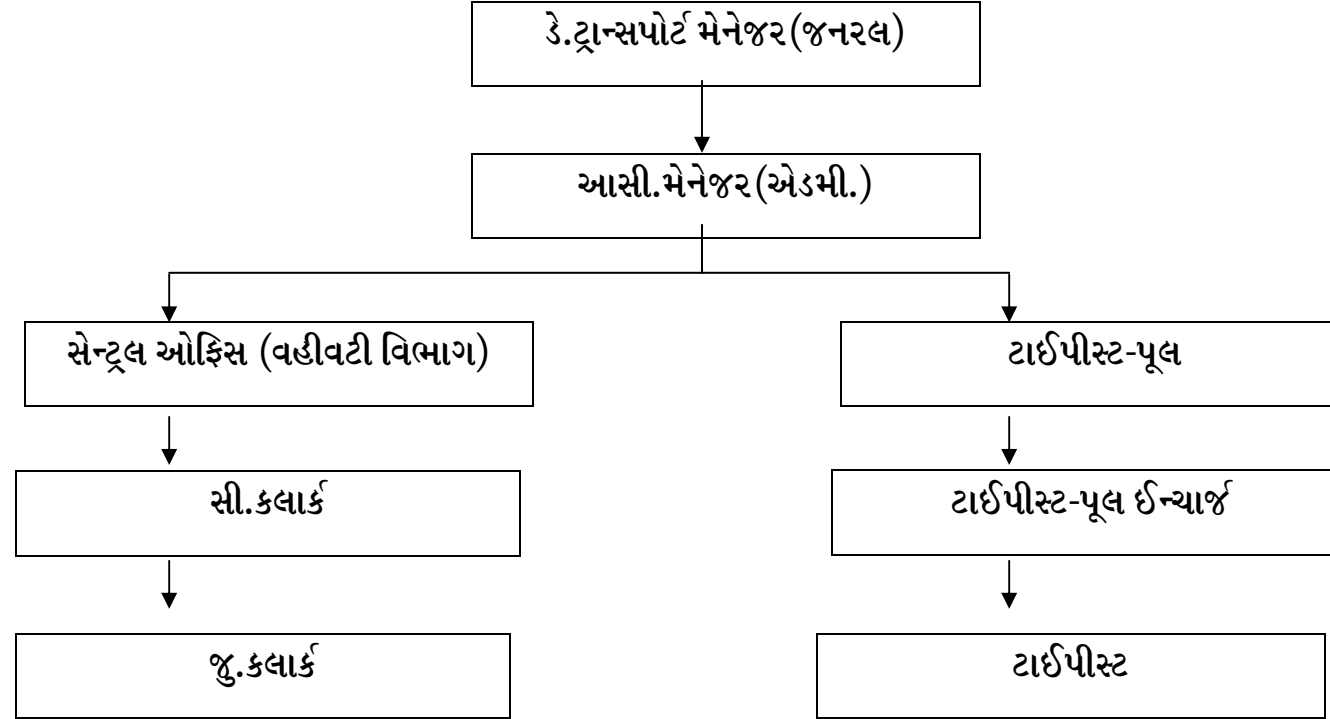 ડે.ટ્રાન્સપોર્ટ મેનેજર(જનરલ)
આસી.મેનેજર(એડમી.)
સેન્ટ્રલ ઓફિસ (વહીવટી વિભાગ)
ટાઈપીસ્ટ-પૂલ
સી.કલાર્ક
ટાઈપીસ્ટ-પૂલ ઈન્ચાર્જ
જુ.કલાર્ક
ટાઈપીસ્ટ